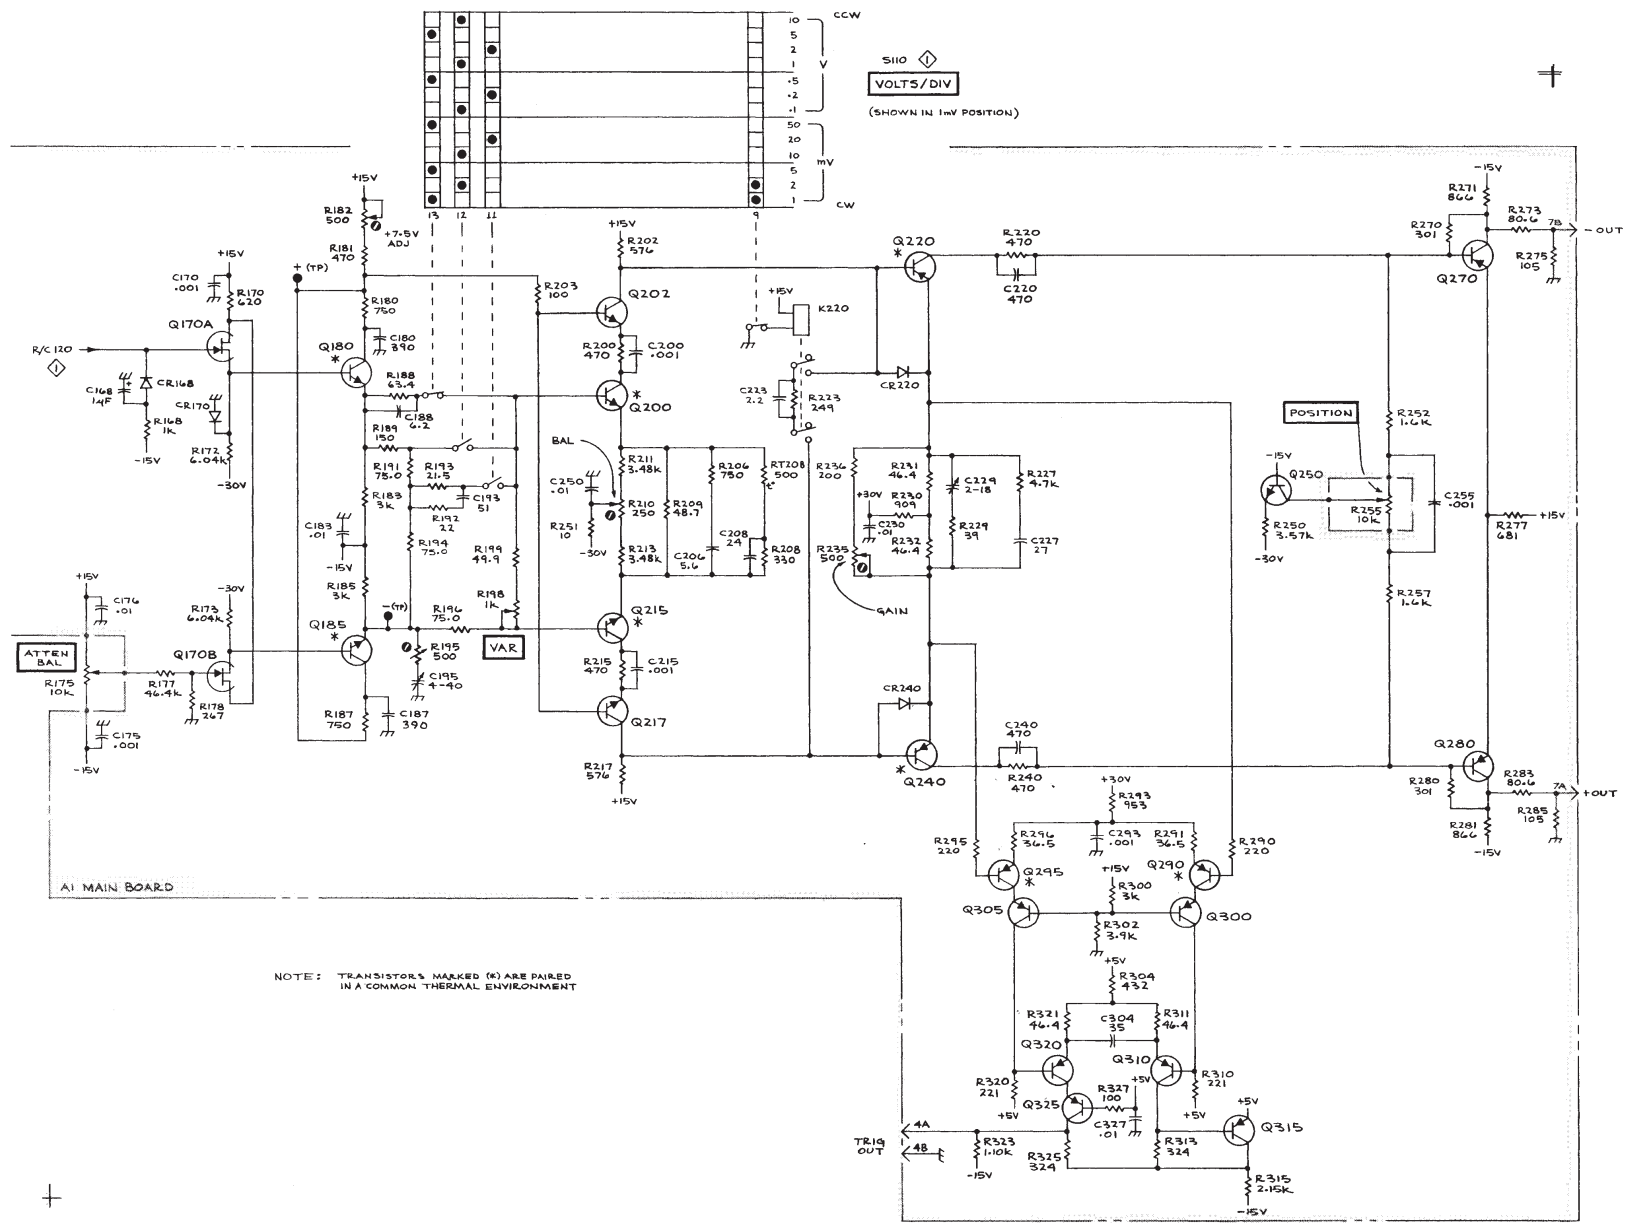 CCW
10
5
2
1
V
.5
.2
.1
50
20
10
mV
5
2
1
CW
13
12
11
9
S110 1
VOLTS/DIV
(SHOWN IN 1mV POSITION)
+15V
R182
500
+7.5V
ADJ
R181
470
+ (TP)
R180
750
C180
390
+15V
C170
.001
R170
620
Q170A
R/C120
1
C168
1µF
+
CR168
CR170
R168
1K
-15V
R172
6.04K
-30V
Q180
*
R188
63.4
C188
6.2
R189
150
R191
75.0
R193
21.5
C193
51
R192
22
R183
3K
C183
.01
-15V
R194
75.0
R185
3K
R199
49.9
R198
1K
VAR
- (TP)
R196
75.0
R195
500
C195
4-40
Q185
*
R187
750
C187
390
+15V
C176
.01
ATTEN
BAL
R175
10K
C175
.001
-15V
-30V
R173
6.04K
Q170B
R177
46.4K
R178
267
+15V
R202
576
R203
100
Q202
R200
470
C200
.001
Q200
*
BAL
R211
3.48K
C250
.01
R210
250
R251
10
-30V
R213
3.48K
R209
48.7
R206
750
C206
5.6
RT208
500
t°
C208
24
R208
330
Q215
*
R215
470
C215
.001
Q217
R217
576
+15V
+15V
K220
C223
2.2
R223
249
Q220
*
R220
470
C220
470
CR220
R236
200
+30V
R231
46.4
R230
909
C230
.01
R232
46.4
R235
500
GAIN
C229
2-18
R229
39
R227
4.7K
C227
27
CR240
Q240
*
C240
470
R240
470
-15V
R271
866
R270
301
R273
80.6
7B
-OUT
R275
105
Q270
R252
1.6K
POSITION
-15V
Q250
R250
3.57K
-30V
R255
10K
C255
.001
R277
681
+15V
R257
1.6K
Q280
R280
301
R283
80.6
7A
+OUT
R285
105
R281
866
-15V
+30V
R293
953
R296
36.5
C293
.001
R291
36.5
R295
220
R290
220
Q295
*
Q290
*
+15V
R300
3K
Q305
Q300
R302
3.9K
+5V
R304
432
R321
46.4
C304
35
R311
46.4
Q320
Q310
R320
221
+5V
R310
221
+5V
R327
100
+5V
C327
.01
Q325
+5V
Q315
TRIG
OUT
4A
4B
R323
1.10K
-15V
R325
324
R313
324
R315
2.15K
-15V
A1 MAIN BOARD
NOTE: TRANSISTORS MARKED (*) ARE PAIRED
IN A COMMON THERMAL ENVIRONMENT